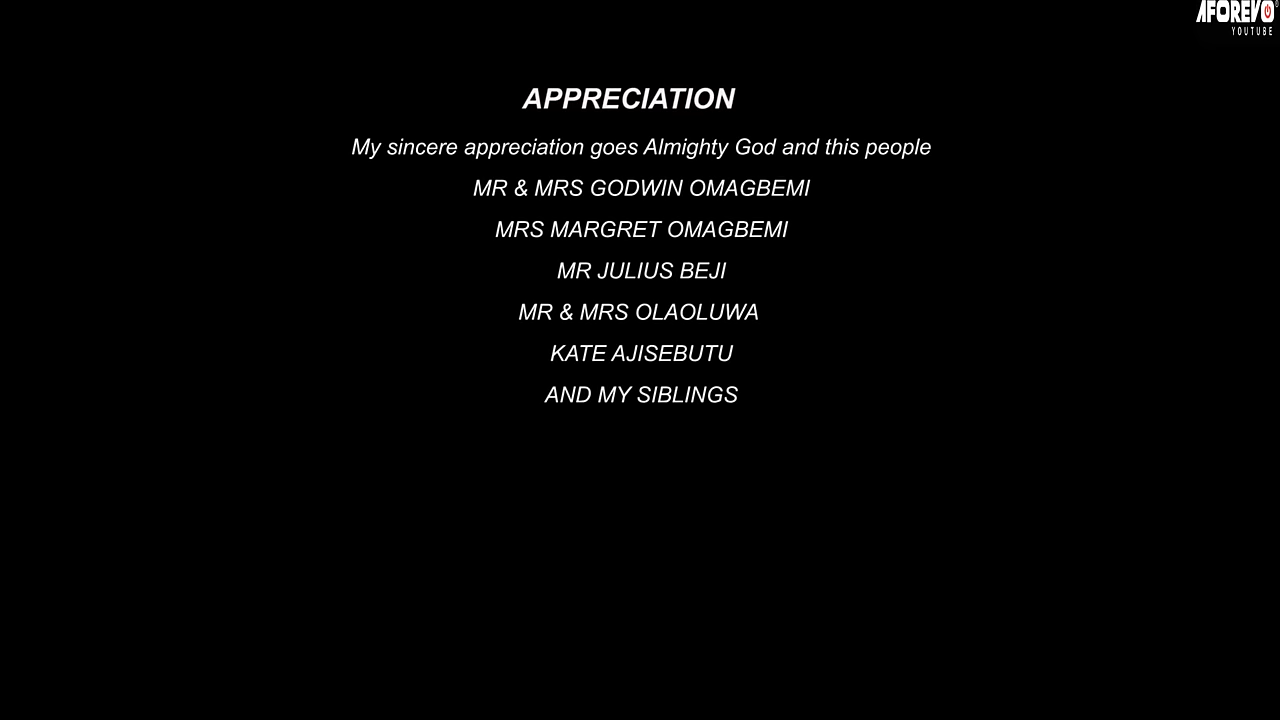 AFOREVO
YOUTUBE
APPRECIATION
My sincere appreciation goes Almighty God and this people
MR & MRS GODWIN OMAGBEMI
MRS MARGRET OMAGBEMI
MR JULIUS BEJI
MR & MRS OLAOLUWA
KATE AJISEBUTU
AND MY SIBLINGS